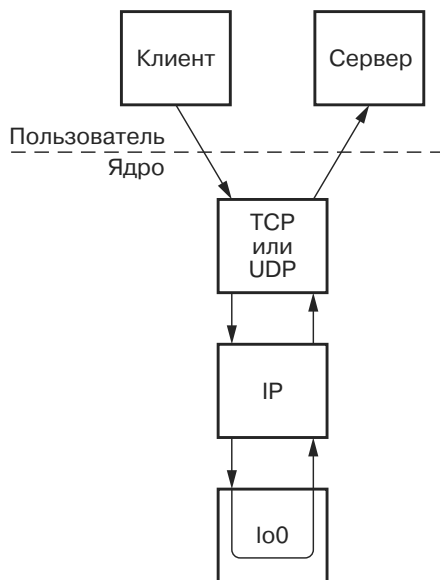 Клиент
Сервер
Пользователь
Ядро
TCP
или
UDP
IP
lo0